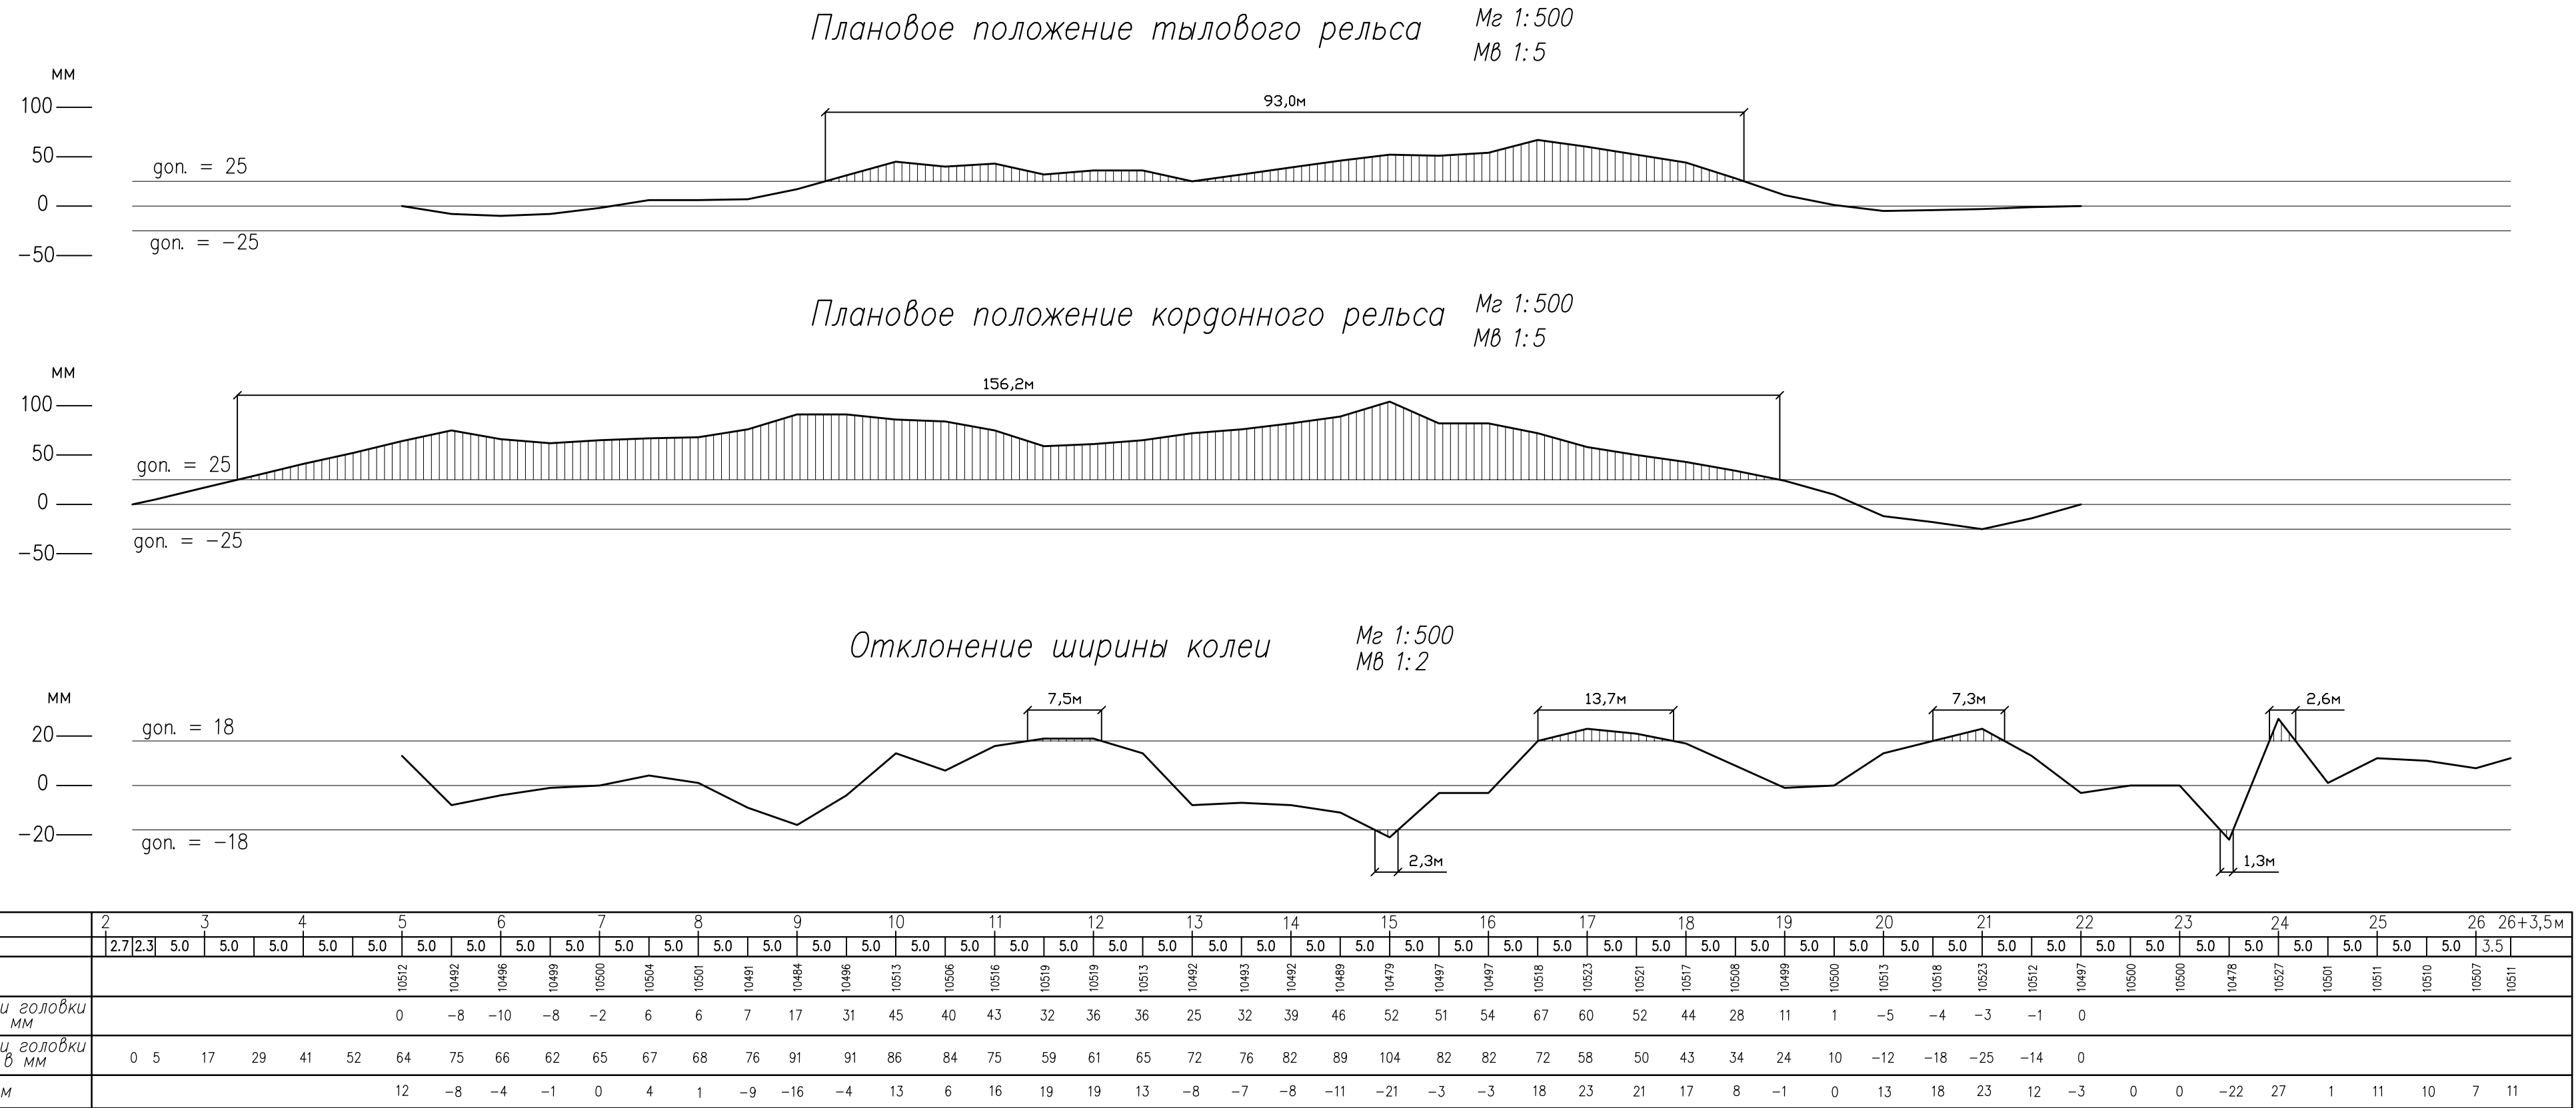 Плановое положение тылового рельса
Мг 1:500
Мв 1:5
мм
100
50
0
-50
доп. = 25
доп. = -25
93,0м
Плановое положение кордонного рельса
Мг 1:500
Мв 1:5
мм
100
50
0
-50
доп. = 25
доп. = -25
156,2м
Отклонение ширины колеи
Мг 1:500
Мв 1:2
мм
20
0
-20
доп. = 18
доп. = -18
7,5м 13,7м 7,3м 2,6м
2,3м 1,3м
2 3 4 5 6 7 8 9 10 11 12 13 14 15 16 17 18 19 20 21 22 23 24 25 26 26+3,5м
2.7 2.3 5.0 5.0 5.0 5.0 5.0 5.0 5.0 5.0 5.0 5.0 5.0 5.0 5.0 5.0 5.0 5.0 5.0 5.0 5.0 5.0 5.0 5.0 5.0 5.0 5.0 5.0 5.0 5.0 5.0 5.0 5.0 5.0 5.0 5.0 5.0 5.0 5.0 5.0 5.0 5.0 5.0 5.0 5.0 5.0 5.0 5.0 5.0 3.5
10512 10492 10496 10499 10500 10504 10501 10491 10484 10496 10513 10506 10516 10519 10519 10513 10492 10493 10492 10489 10479 10497 10497 10518 10523 10521 10517 10508 10499 10500 10513 10518 10523 10512 10497 10500 10500 10478 10527 10501 10511 10510 10507 10511
и головки
мм
0 -8 -10 -8 -2 6 6 7 17 31 45 40 43 32 36 36 25 32 39 46 52 51 54 67 60 52 44 28 11 1 -5 -4 -3 -1 0
и головки
в мм
0 5 17 29 41 52 64 75 66 62 65 67 68 76 91 91 86 84 75 59 61 65 72 76 82 89 104 82 82 72 58 50 43 34 24 10 -12 -18 -25 -14 0
м
12 -8 -4 -1 0 4 1 -9 -16 -4 13 6 16 19 19 13 -8 -7 -8 -11 -21 -3 -3 18 23 21 17 8 -1 0 13 18 23 12 -3 0 0 -22 27 1 11 10 7 11